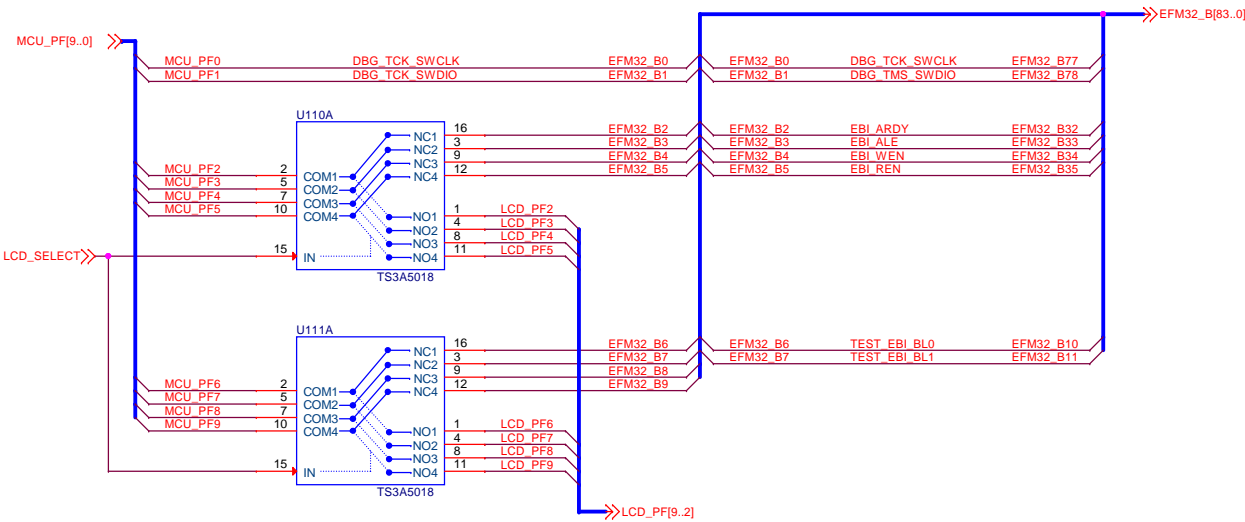 EFM32_B[83..0]
MCU_PF[9..0]
MCU_PF0 DBG_TCK_SWCLK EFM32_B0 EFM32_B0 DBG_TCK_SWCLK EFM32_B77
MCU_PF1 DBG_TCK_SWDIO EFM32_B1 EFM32_B1 DBG_TMS_SWDIO EFM32_B78
U110A
16 NC1 EFM32_B2 EFM32_B2 EBI_ARDY EFM32_B32
3 NC2 EFM32_B3 EFM32_B3 EBI_ALE EFM32_B33
9 NC3 EFM32_B4 EFM32_B4 EBI_WEN EFM32_B34
12 NC4 EFM32_B5 EFM32_B5 EBI_REN EFM32_B35
MCU_PF2 2 COM1
MCU_PF3 5 COM2
MCU_PF4 7 COM3
MCU_PF5 10 COM4
NO1 1 LCD_PF2
NO2 4 LCD_PF3
NO3 8 LCD_PF4
NO4 11 LCD_PF5
LCD_SELECT 15 IN
TS3A5018
U111A
NC1 16 EFM32_B6 EFM32_B6 TEST_EBI_BL0 EFM32_B10
NC2 3 EFM32_B7 EFM32_B7 TEST_EBI_BL1 EFM32_B11
NC3 9 EFM32_B8
NC4 12 EFM32_B9
MCU_PF6 2 COM1
MCU_PF7 5 COM2
MCU_PF8 7 COM3
MCU_PF9 10 COM4
NO1 1 LCD_PF6
NO2 4 LCD_PF7
NO3 8 LCD_PF8
NO4 11 LCD_PF9
15 IN
TS3A5018
LCD_PF[9..2]